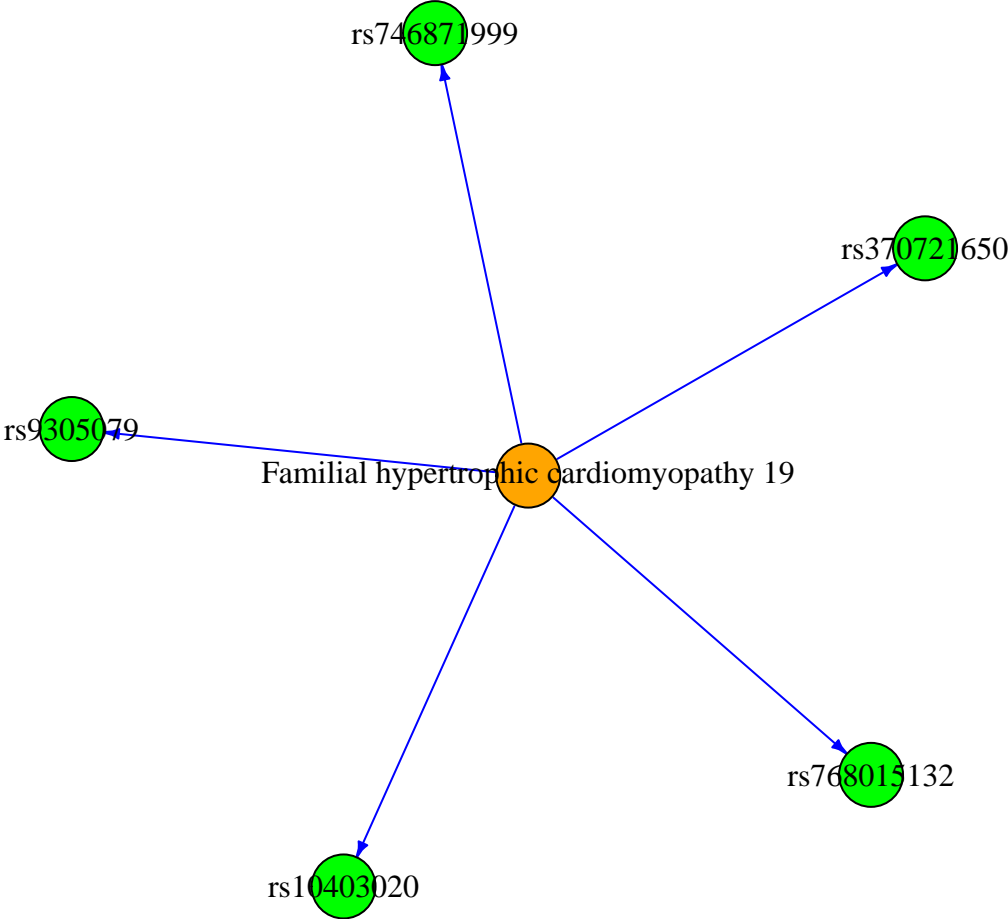 rs746871999
rs370721650
rs9305079
Familial hypertrophic cardiomyopathy 19
rs768015132
rs10403020